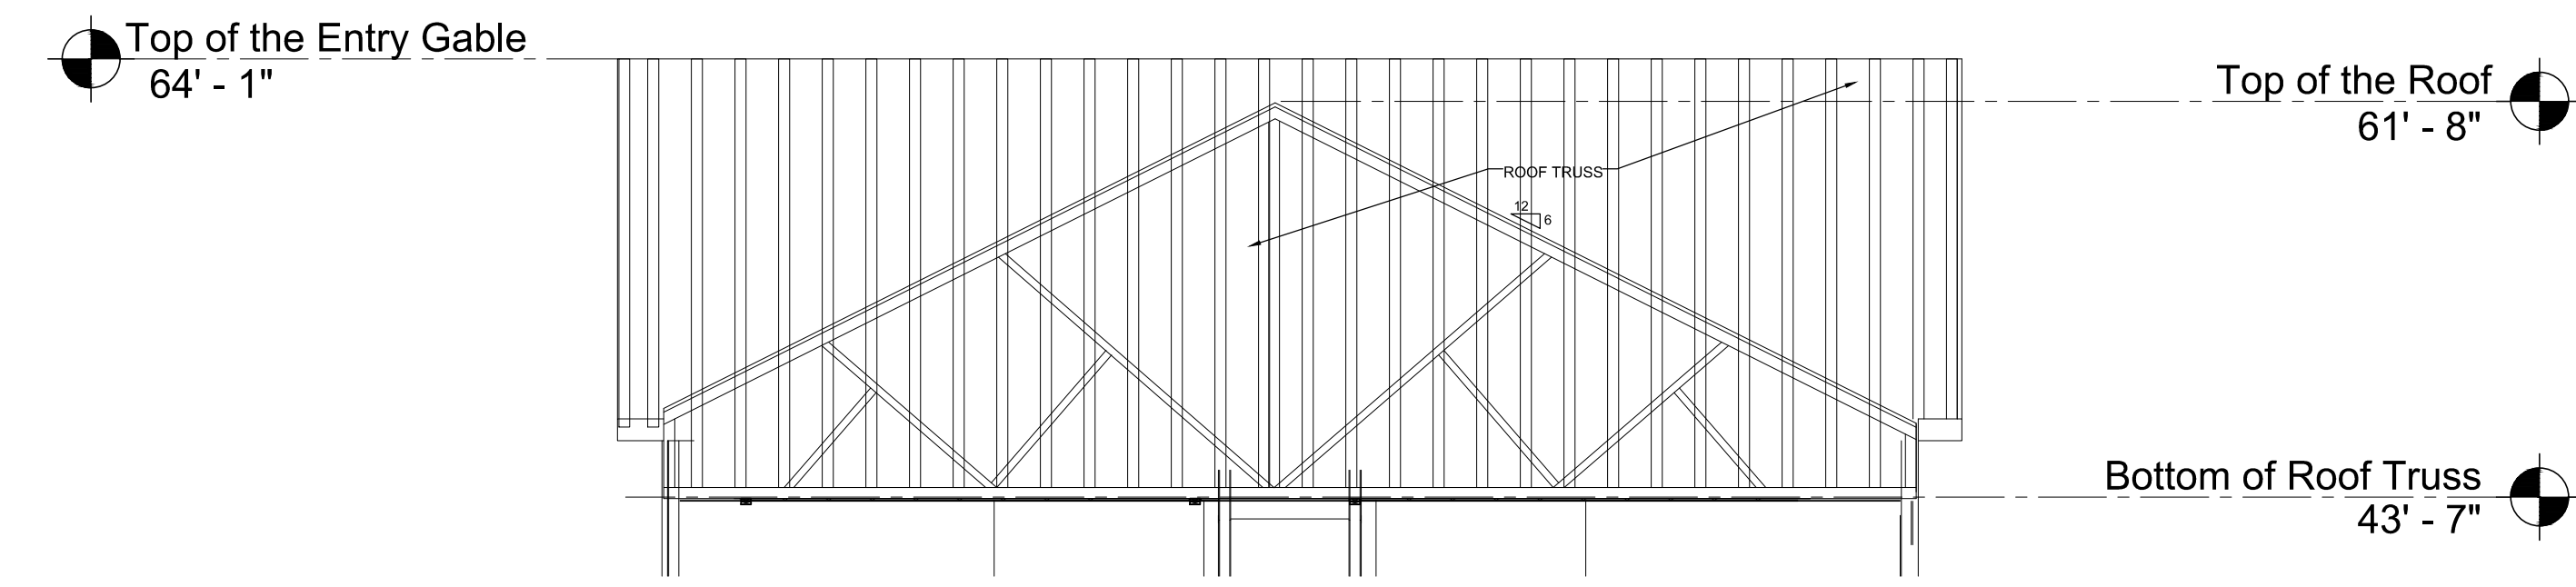 Top of the Entry Gable
64' - 1"
Top of the Roof
61' - 8"
ROOF TRUSS
12
6
Bottom of Roof Truss
43' - 7"